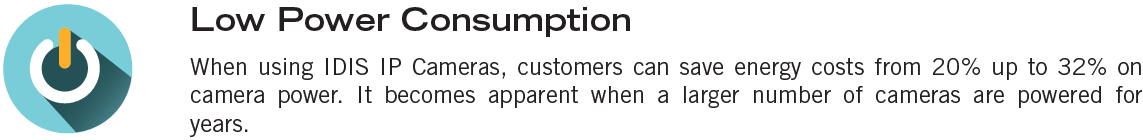 Low Power Consumption
When using IDIS IP Cameras, customers can save energy costs from 20% up to 32% on
camera power. It becomes apparent when a larger number of cameras are powered for
years.